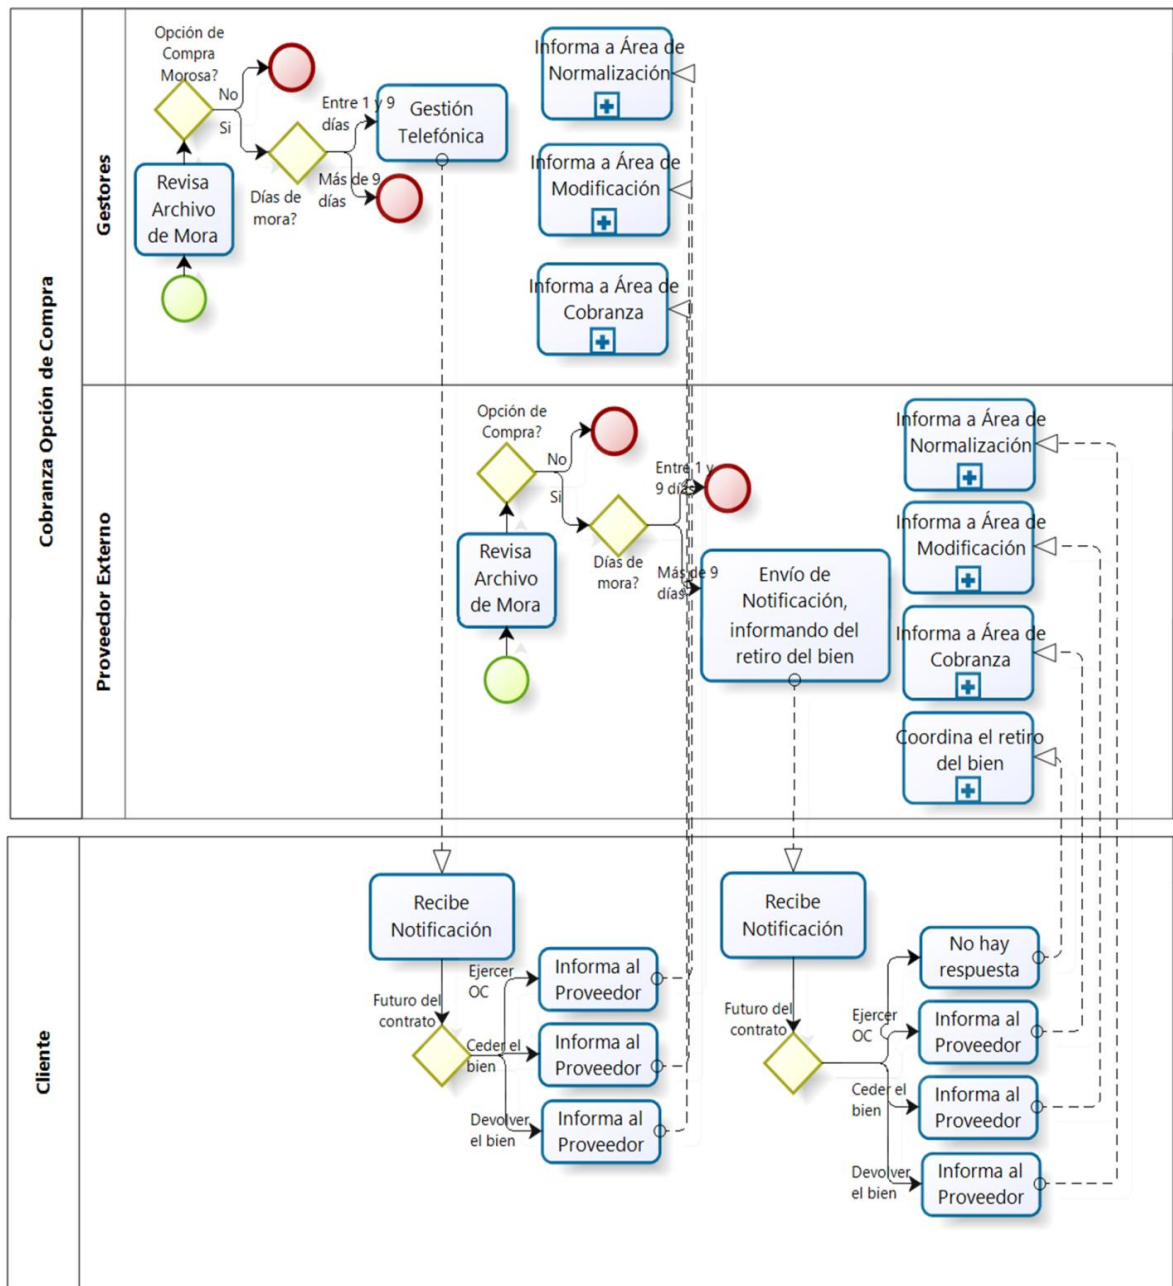 Cobranza Opción de Compra
Gestores
Opción de
Compra
Morosa?
No
Si
Revisa
Archivo
de Mora
Días de
mora?
Entre 1 y 9
días
Más de 9
días
Gestión
Telefónica
Informa a Área de
Normalización
Informa a Área de
Modificación
Informa a Área de
Cobranza
Proveedor Externo
Opción de
Compra?
No
Si
Revisa
Archivo
de Mora
Días de
mora?
Entre 1 y
9 días
Más de 9
días
Envío de
Notificación,
informando del
retiro del bien
Informa a Área de
Normalización
Informa a Área de
Modificación
Informa a Área de
Cobranza
Coordina el retiro
del bien
Cliente
Recibe
Notificación
Futuro del
contrato
Ejercer
OC
Informa al
Proveedor
Ceder el
bien
Informa al
Proveedor
Devolver
el bien
Informa al
Proveedor
Recibe
Notificación
Futuro del
contrato
No hay
respuesta
Ejercer
OC
Informa al
Proveedor
Ceder el
bien
Informa al
Proveedor
Devolver
el bien
Informa al
Proveedor